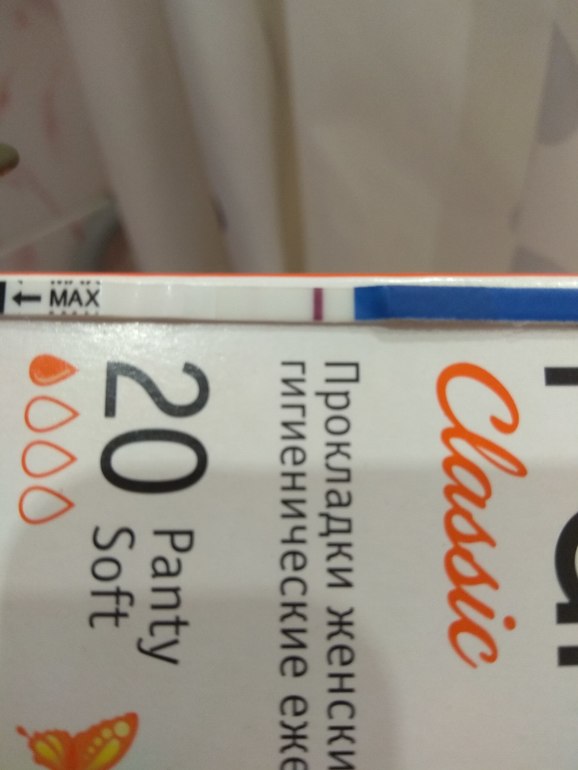 MAX
Classic
Прокладки женски
гигиенические еже
20 Panty
Soft